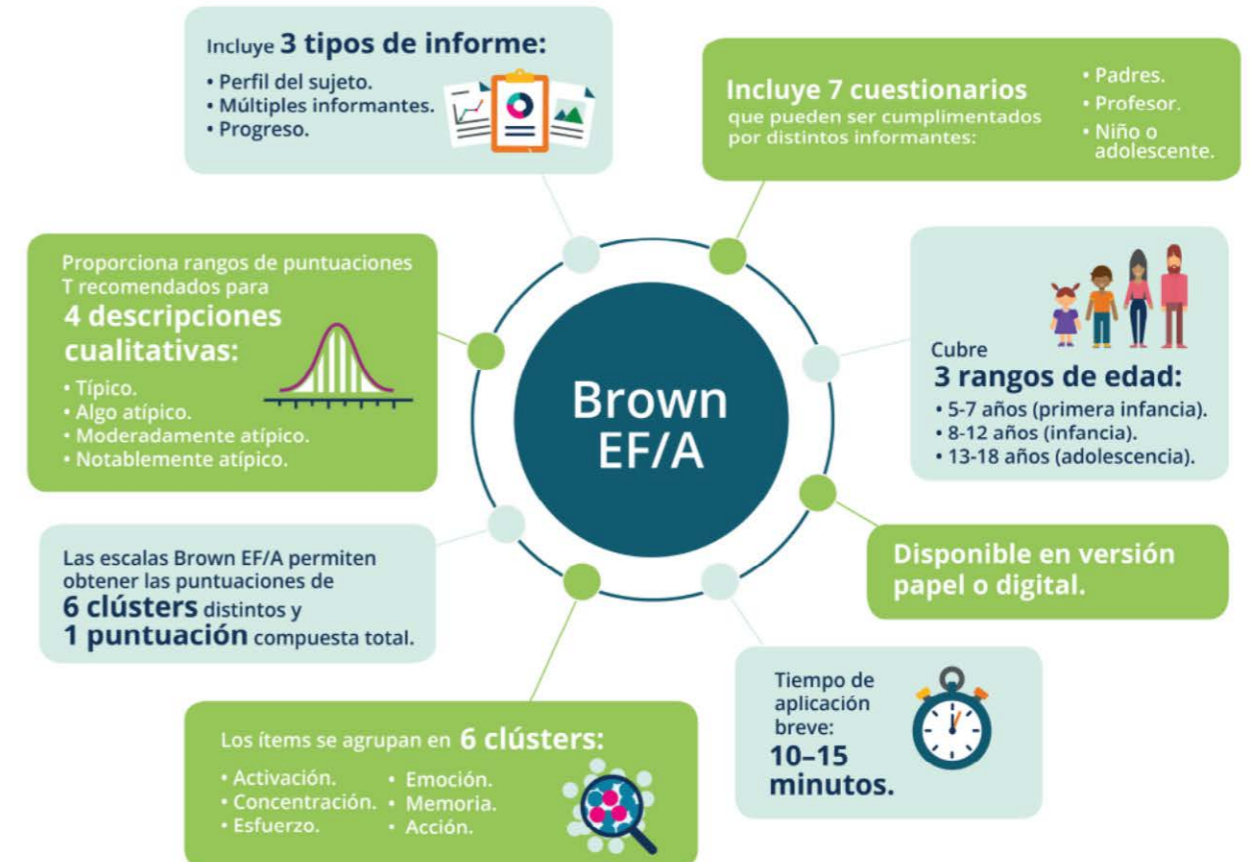 Incluye 3 tipos de informe:
• Perfil del sujeto.
• Múltiples informantes.
• Progreso.
Incluye 7 cuestionarios
que pueden ser cumplimentados
por distintos informantes:
• Padres.
• Profesor.
• Niño o
adolescente.
Proporciona rangos de puntuaciones
T recomendados para
4 descripciones
cualitativas:
• Típico.
• Algo atípico.
• Moderadamente atípico.
• Notablemente atípico.
Brown
EF/A
Cubre
3 rangos de edad:
• 5-7 años (primera infancia).
• 8-12 años (infancia).
• 13-18 años (adolescencia).
Las escalas Brown EF/A permiten
obtener las puntuaciones de
6 clústers distintos y
1 puntuación compuesta total.
Disponible en versión
papel o digital.
Los ítems se agrupan en 6 clústers:
• Activación.
• Concentración.
• Esfuerzo.
• Emoción.
• Memoria.
• Acción.
Tiempo de
aplicación
breve:
10–15
minutos.